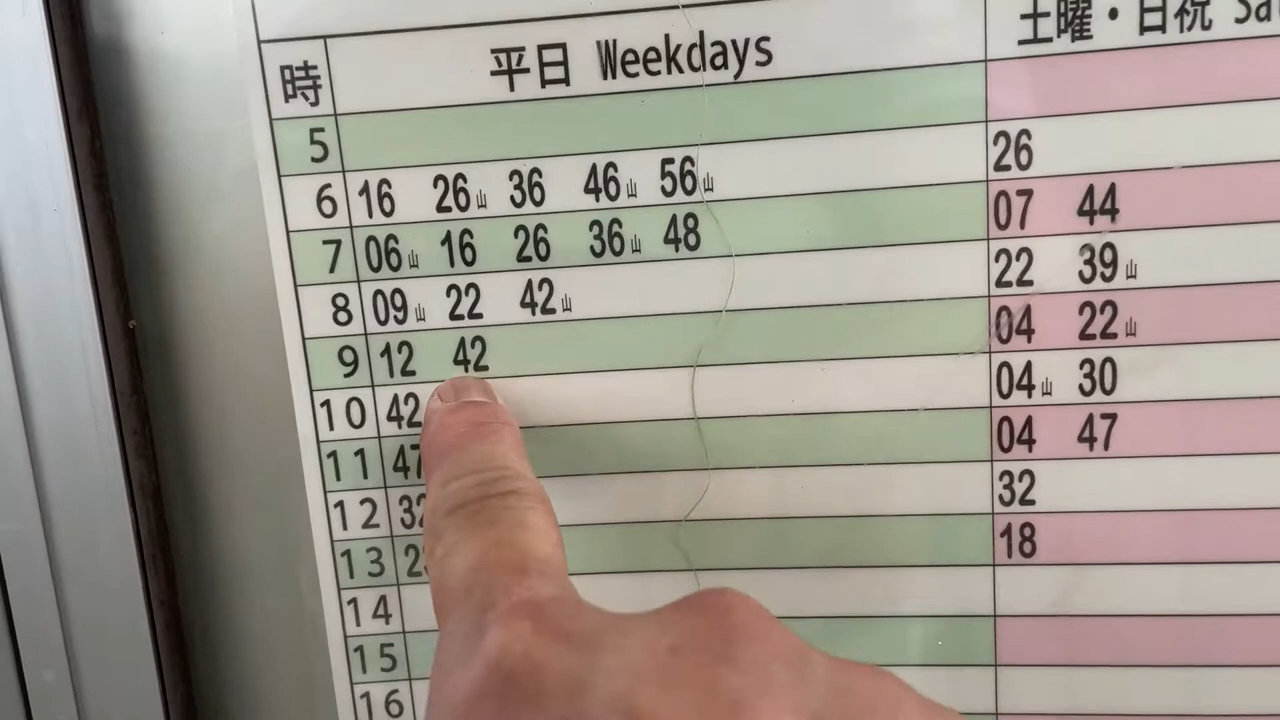 時 平日 Weekdays 土曜・日祝
5
6 16 26山 36 46山 56山 26
7 06山 16 26 36山 48 07 44
8 09山 22 42山 22 39山
9 12 42 04 22山
10 42 04山 30
11 47 04 47
12 32 32
13 18
14
15
16